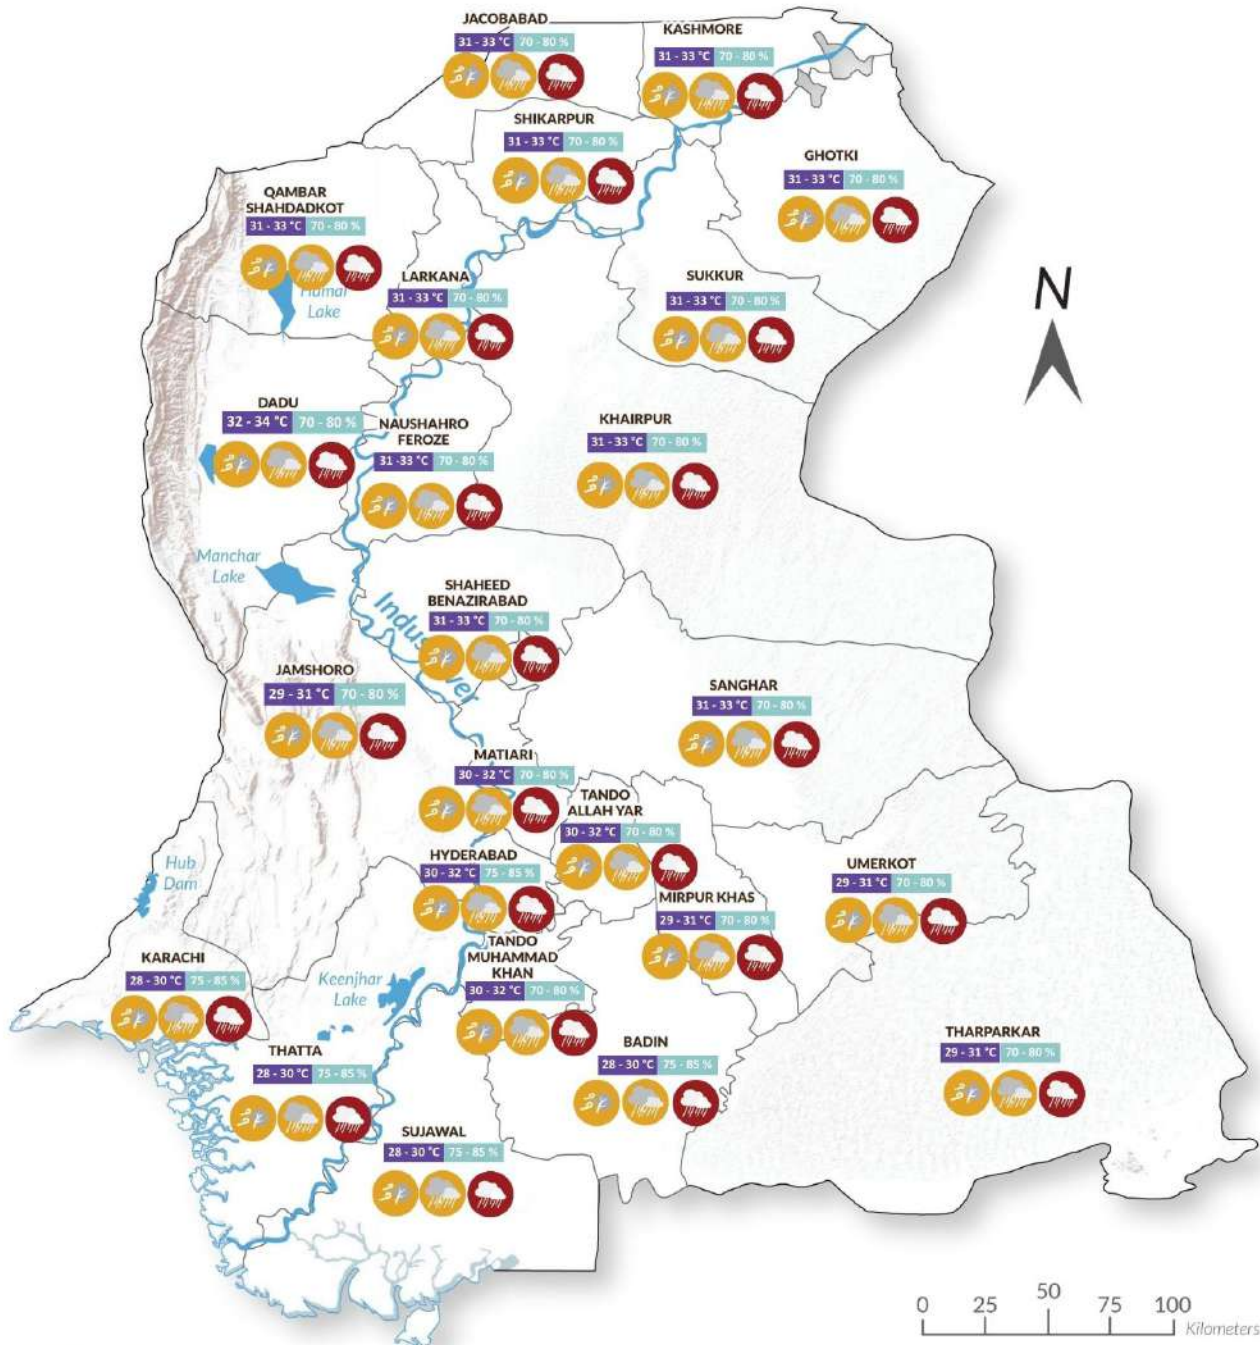 JACOBABAD
31 - 33 °C 70 - 80 %
KASHMORE
31 - 33 °C 70 - 80 %
SHIKARPUR
31 - 33 °C 70 - 80 %
GHOTKI
31 - 33 °C 70 - 80 %
QAMBAR
SHAHDADKOT
31 - 33 °C 70 - 80 %
Hamal
Lake
LARKANA
31 - 33 °C 70 - 80 %
SUKKUR
31 - 33 °C 70 - 80 %
N
DADU
32 - 34 °C 70 - 80 %
NAUSHAHRO
FEROZE
31 -33 °C 70 - 80 %
KHAIRPUR
31 - 33 °C 70 - 80 %
Manchar
Lake
SHAHEED
BENAZIRABAD
31 - 33 °C 70 - 80 %
Indus
JAMSHORO
29 - 31 °C 70 - 80 %
SANGHAR
31 - 33 °C 70 - 80 %
MATIARI
30 - 32 °C 70 - 80 %
TANDO
ALLAH YAR
30 - 32 °C 70 - 80 %
Hub
Dam
HYDERABAD
30 - 32 °C 75 - 85 %
UMERKOT
29 - 31 °C 70 - 80 %
MIRPUR KHAS
29 - 31 °C 70 - 80 %
KARACHI
28 - 30 °C 75 - 85 %
Keenjhar
Lake
TANDO
MUHAMMAD
KHAN
30 - 32 °C 70 - 80 %
THATTA
28 - 30 °C 75 - 85 %
BADIN
28 - 30 °C 75 - 85 %
THARPARKAR
29 - 31 °C 70 - 80 %
SUJAWAL
28 - 30 °C 75 - 85 %
0 25 50 75 100
Kilometers